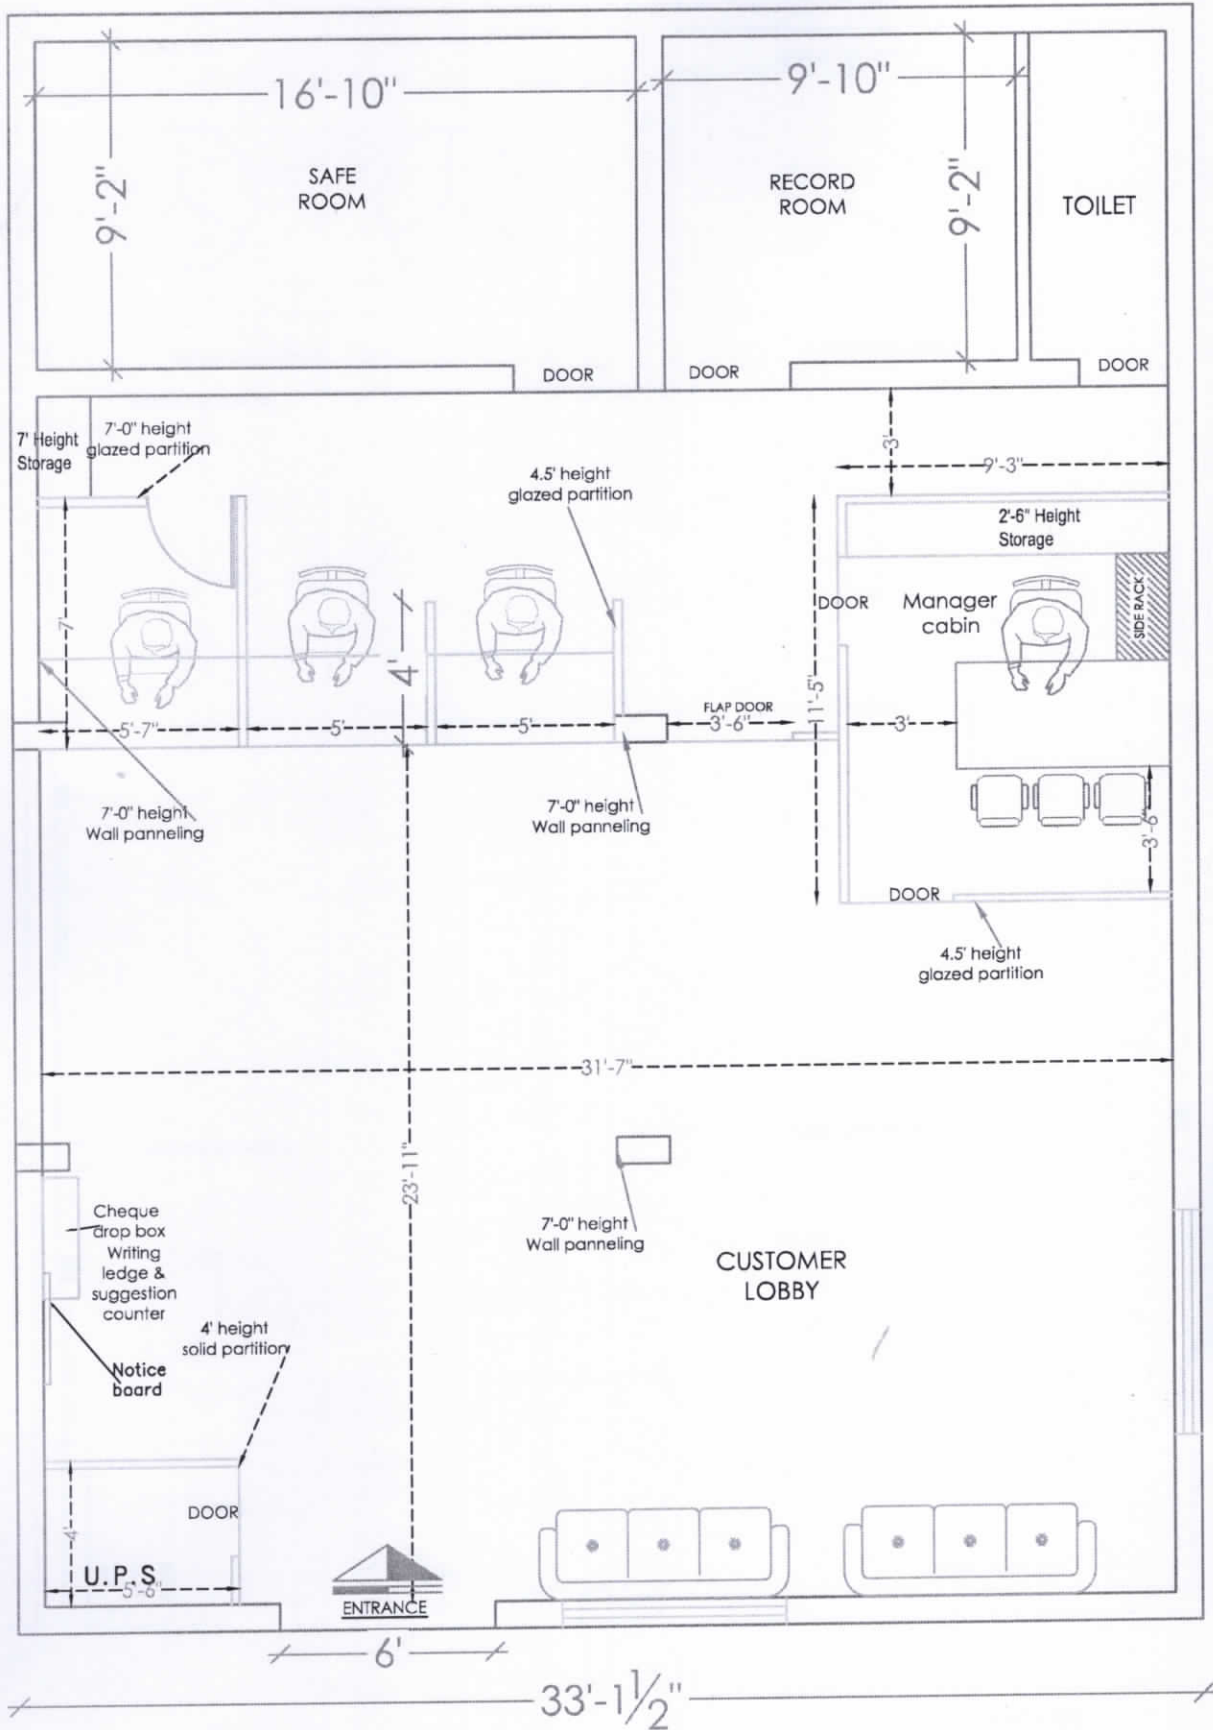 16'-10"
9'-10"
9'-2"
SAFE
ROOM
RECORD
ROOM
9'-2"
TOILET
DOOR
DOOR
DOOR
7' Height
Storage
7'-0" height
glazed partition
4.5' height
glazed partition
3'
9'-3"
2'-6" Height
Storage
SIDE RACK
DOOR
Manager
cabin
7'
4'
11'-5"
5'-7"
5'
5'
FLAP DOOR
3'-6"
3'
7'-0" height
Wall panneling
7'-0" height
Wall panneling
3'-6"
DOOR
4.5' height
glazed partition
31'-7"
23'-11"
Cheque
drop box
Writing
ledge &
suggestion
counter
7'-0" height
Wall panneling
CUSTOMER
LOBBY
4' height
solid partition
Notice
board
DOOR
4'
U.P.S
5'-6"
ENTRANCE
6'
33'-1½"